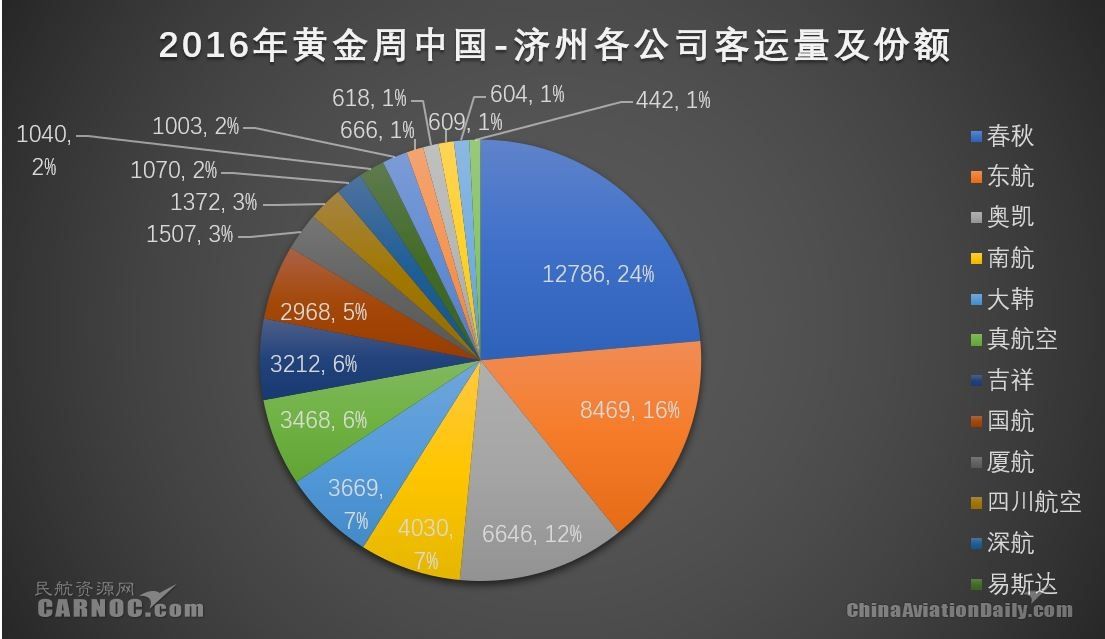 2016年黄金周中国-济州各公司客运量及份额
618, 1%
604, 1%
442, 1%
1040,
2%
1003, 2%
666, 1%
609, 1%
1070, 2%
1372, 3%
1507, 3%
12786, 24%
2968, 5%
3212, 6%
8469, 16%
3468, 6%
3669,
7%
4030,
7%
6646, 12%
春秋
东航
奥凯
南航
大韩
真航空
吉祥
国航
厦航
四川航空
深航
易斯达
民航资源网
CARNOC.com
ChinaAviationDaily.com